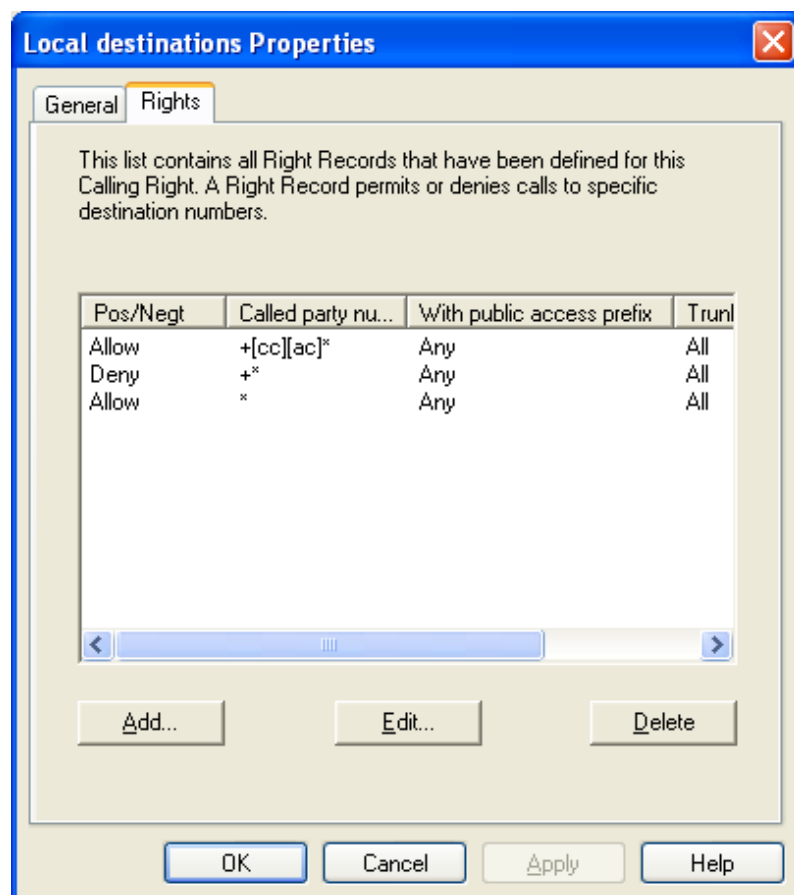 Local destinations Properties
General Rights
This list contains all Right Records that have been defined for this
Calling Right. A Right Record permits or denies calls to specific
destination numbers.
Pos/Negt Called party nu... With public access prefix Trunl
Allow +[cc][ac]* Any All
Deny +* Any All
Allow * Any All
Add... Edit... Delete
OK Cancel Apply Help